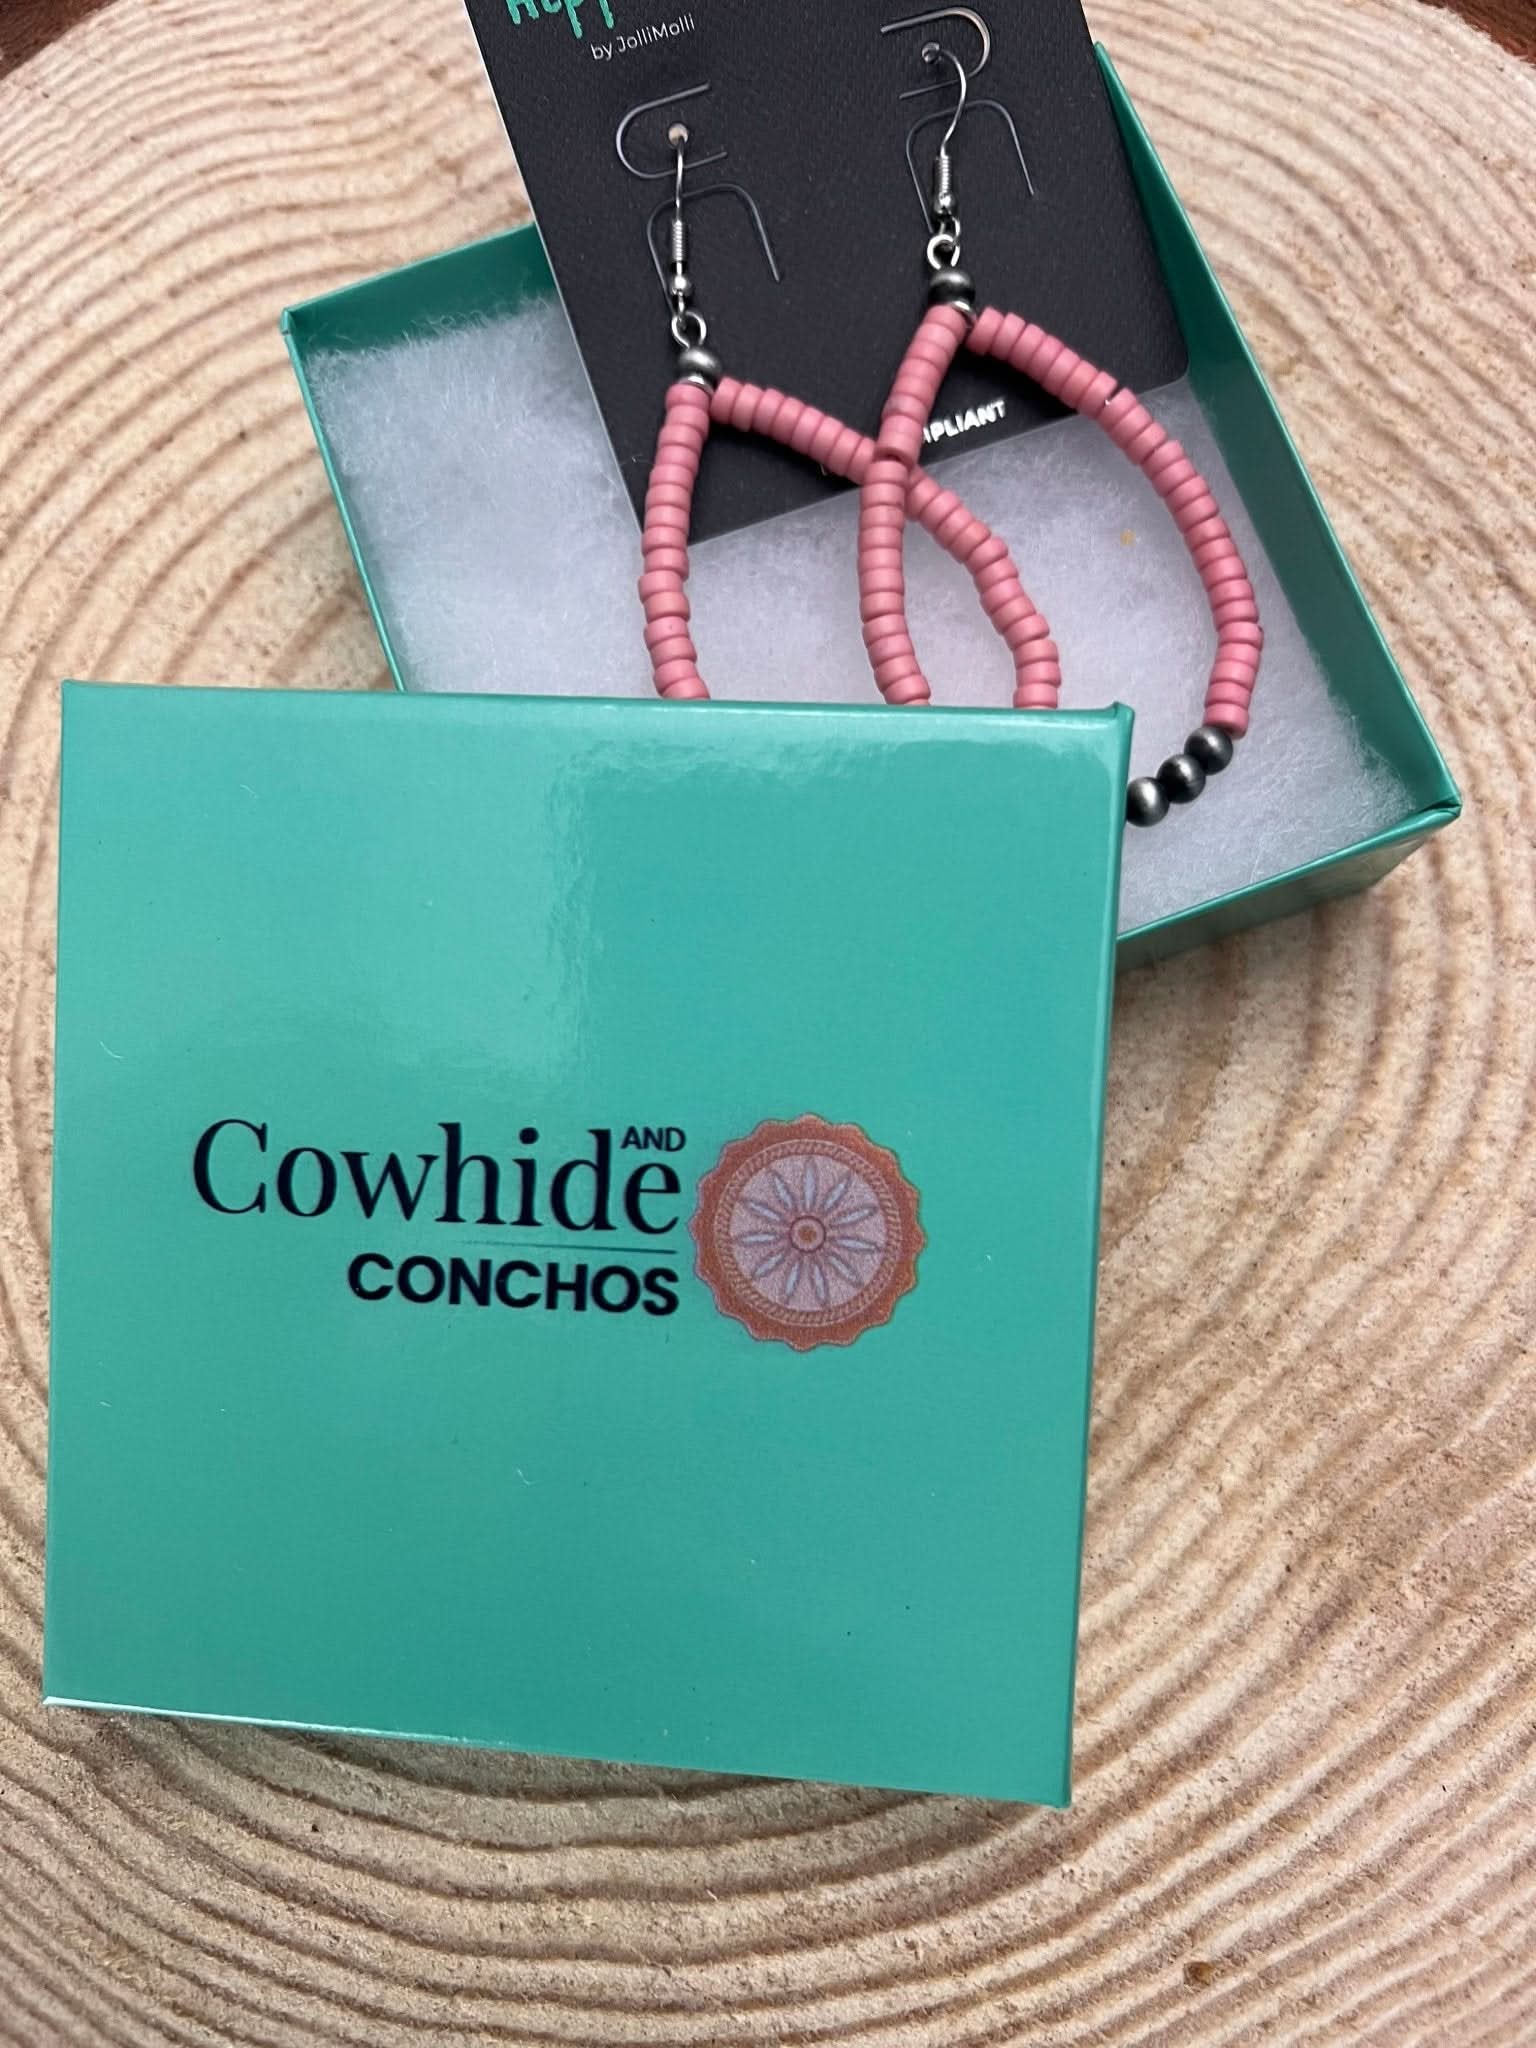 by JolliMolli
Cowhide AND
CONCHOS